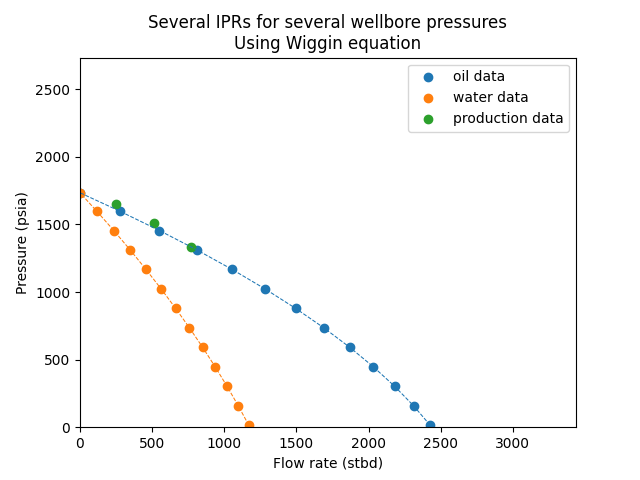 Several IPRs for several wellbore pressures
Using Wiggin equation
oil data
water data
production data
2500
2000
1500
1000
500
0
Pressure (psia)
0 500 1000 1500 2000 2500 3000
Flow rate (stbd)